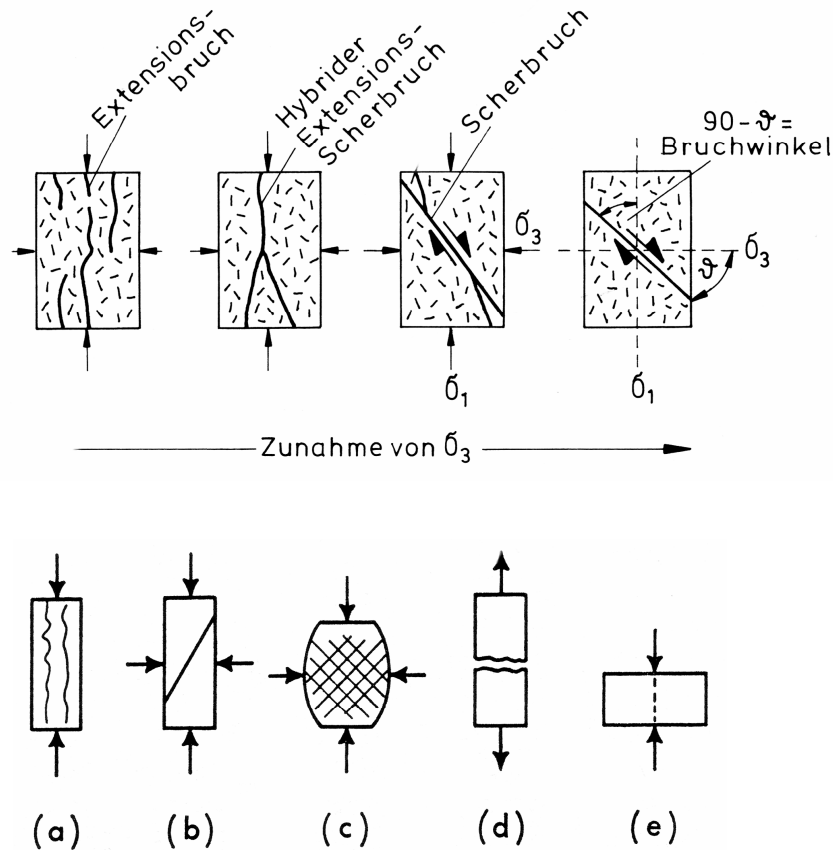 Extensions-
bruch
Hybrider
Extensions-
Scherbruch
Scherbruch
90-ϑ=
Bruchwinkel
σ3
σ3
ϑ
σ1
σ1
Zunahme von σ3
(a)
(b)
(c)
(d)
(e)